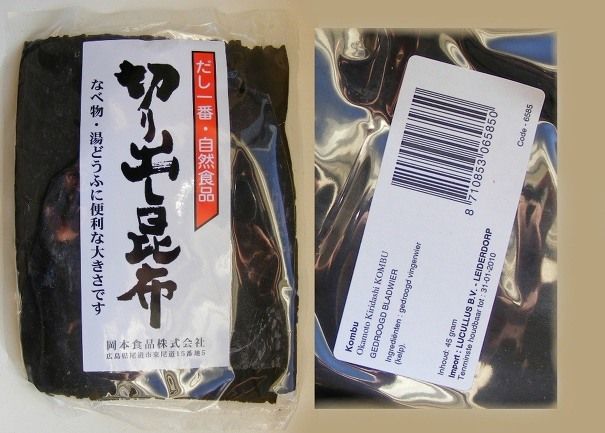 だし一番・自然食品
切り出し昆布
なべ物・湯どうふに便利な大きさです
岡本食品株式会社
広島県尾道市東尾道15番地5
Kombu
Okamoto Kiridashi KOMBU
GEDROOGD BLADWIER
Ingrediënten : gedroogd vingerwier
(kelp).
Inhoud: 45 gram
Import : LUCULLUS B.V. - LEIDERDORP
Tenminste houdbaar tot : 31-01-2010
8 710853 065850
Code - 6585